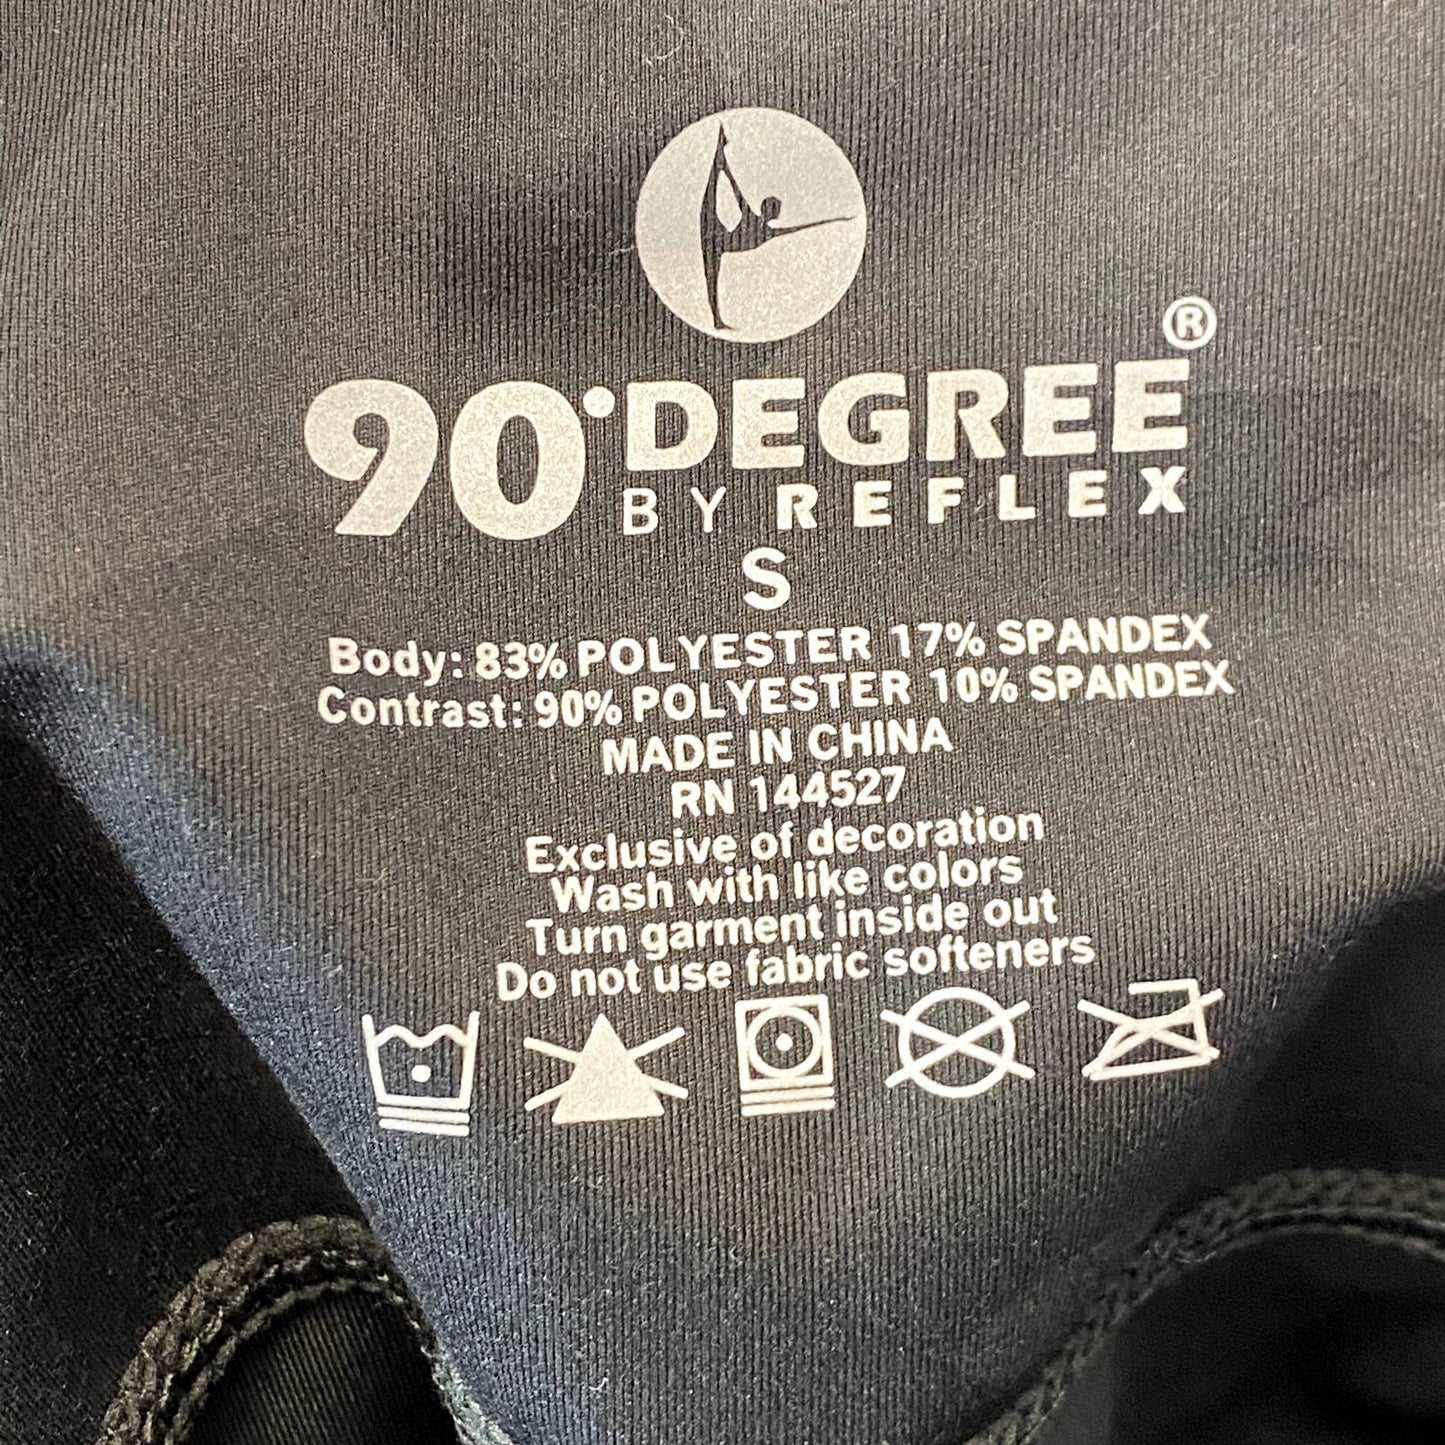 90°DEGREE®
BY REFLEX
S
Body: 83% POLYESTER 17% SPANDEX
Contrast: 90% POLYESTER 10% SPANDEX
MADE IN CHINA
RN 144527
Exclusive of decoration
Wash with like colors
Turn garment inside out
Do not use fabric softeners